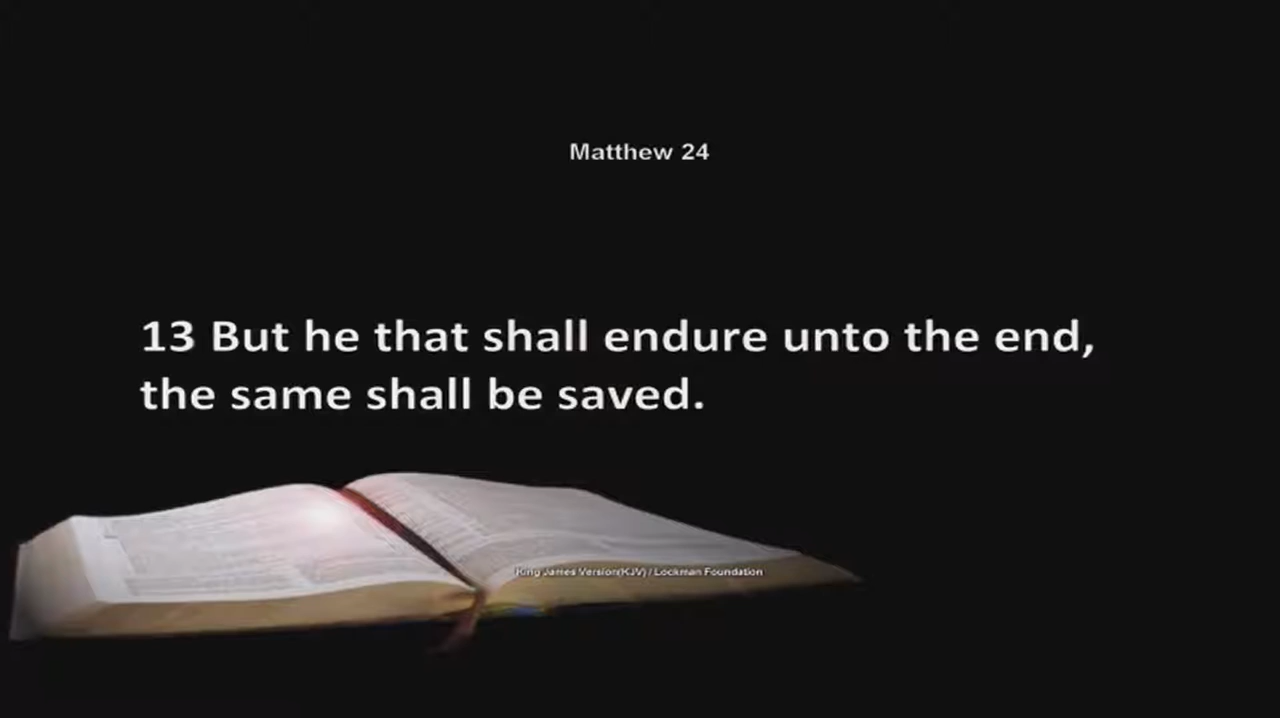 Matthew 24
13 But he that shall endure unto the end,
the same shall be saved.
King James Version(KJV) / Lockman Foundation